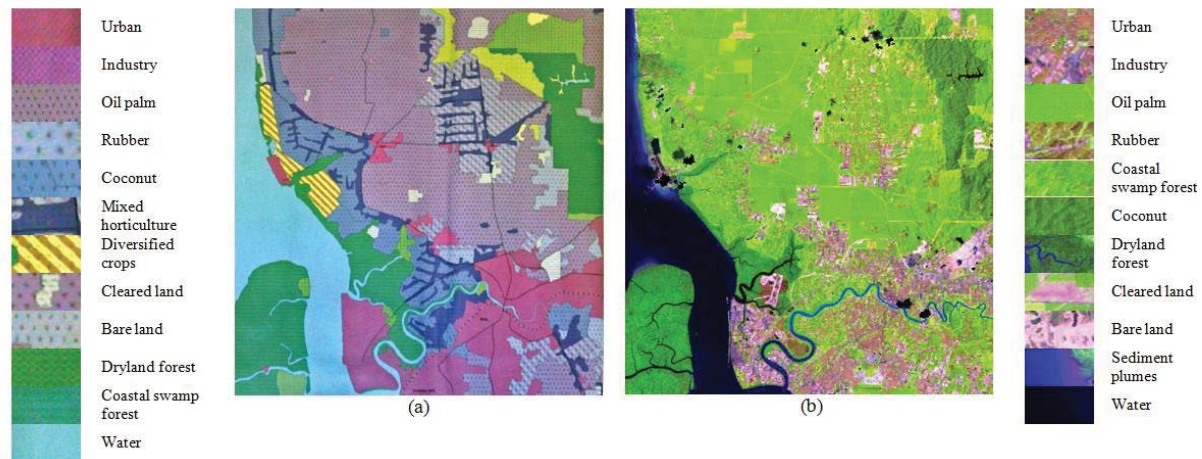 Urban
Industry
Oil palm
Rubber
Coconut
Mixed
horticulture
Diversified
crops
Cleared land
Bare land
Dryland forest
Coastal swamp
forest
Water
(a)
(b)
Urban
Industry
Oil palm
Rubber
Coastal
swamp forest
Coconut
Dryland
forest
Cleared land
Bare land
Sediment
plumes
Water